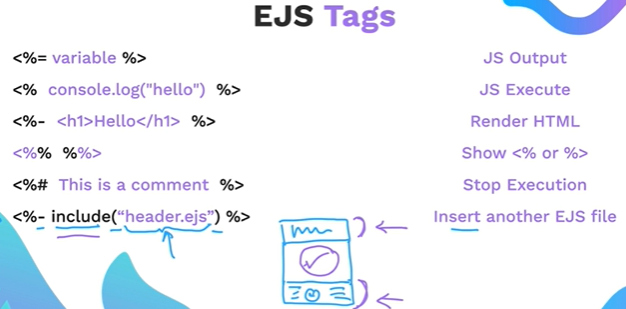 EJS Tags
<%= variable %> JS Output
<% console.log("hello") %> JS Execute
<%- <h1>Hello</h1> %> Render HTML
<%% %%> Show <% or %>
<%# This is a comment %> Stop Execution
<%- include(“header.ejs”) %> Insert another EJS file